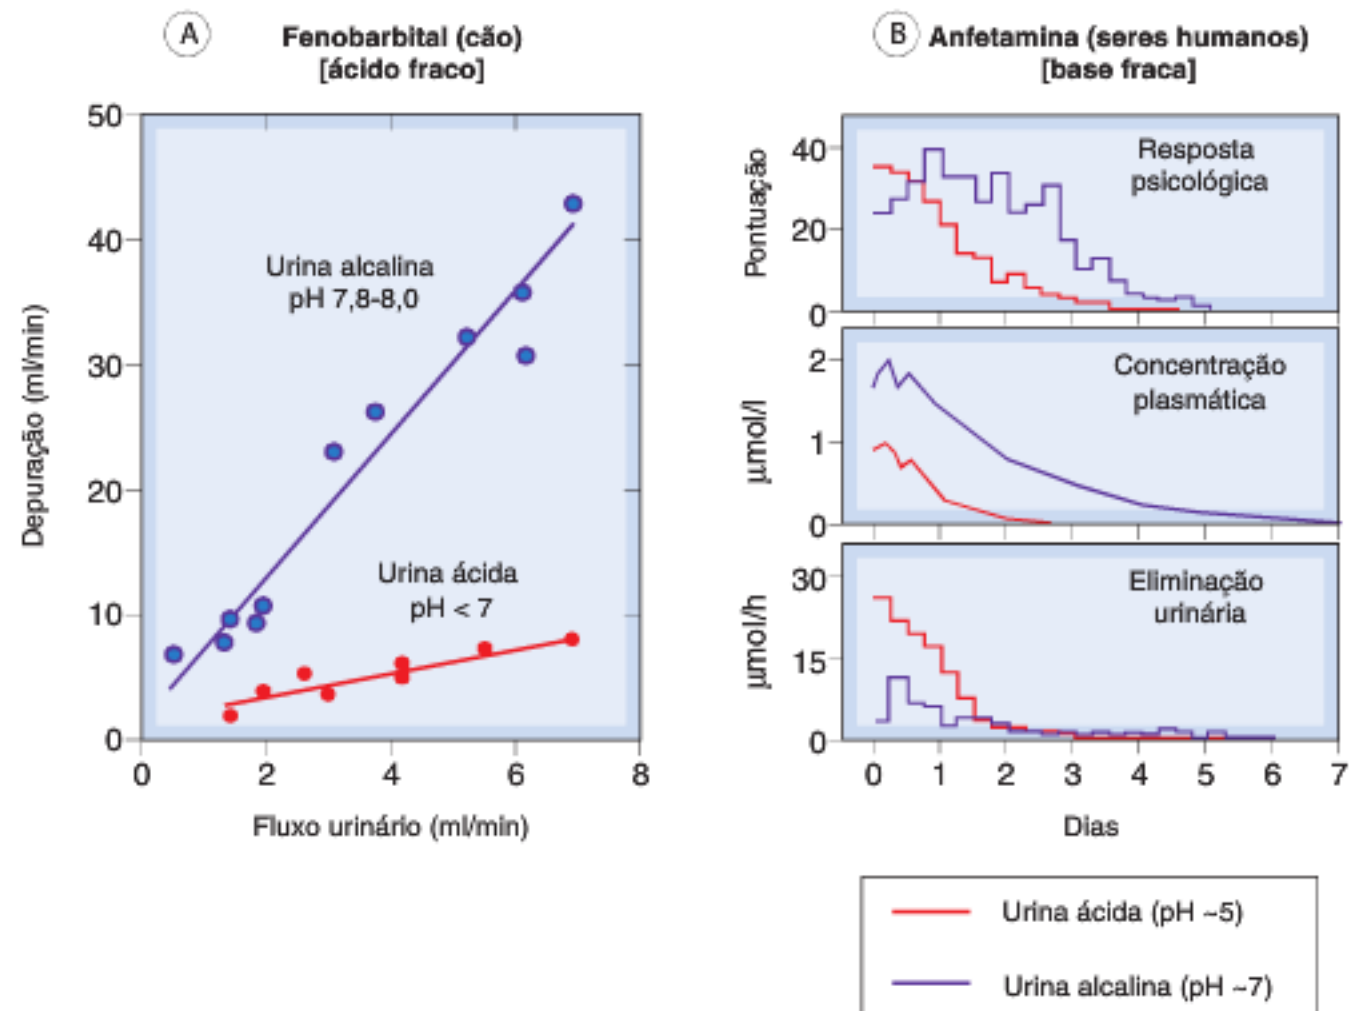 A
Fenobarbital (cão)
[ácido fraco]
50
40
30
20
10
0
Depuração (ml/min)
Urina alcalina
pH 7,8-8,0
Urina ácida
pH < 7
0 2 4 6 8
Fluxo urinário (ml/min)
B
Anfetamina (seres humanos)
[base fraca]
Pontuação
40
20
0
Resposta
psicológica
µmol/l
2
1
0
Concentração
plasmática
µmol/h
30
15
0
Eliminação
urinária
0 1 2 3 4 5 6 7
Dias
Urina ácida (pH ~5)
Urina alcalina (pH ~7)